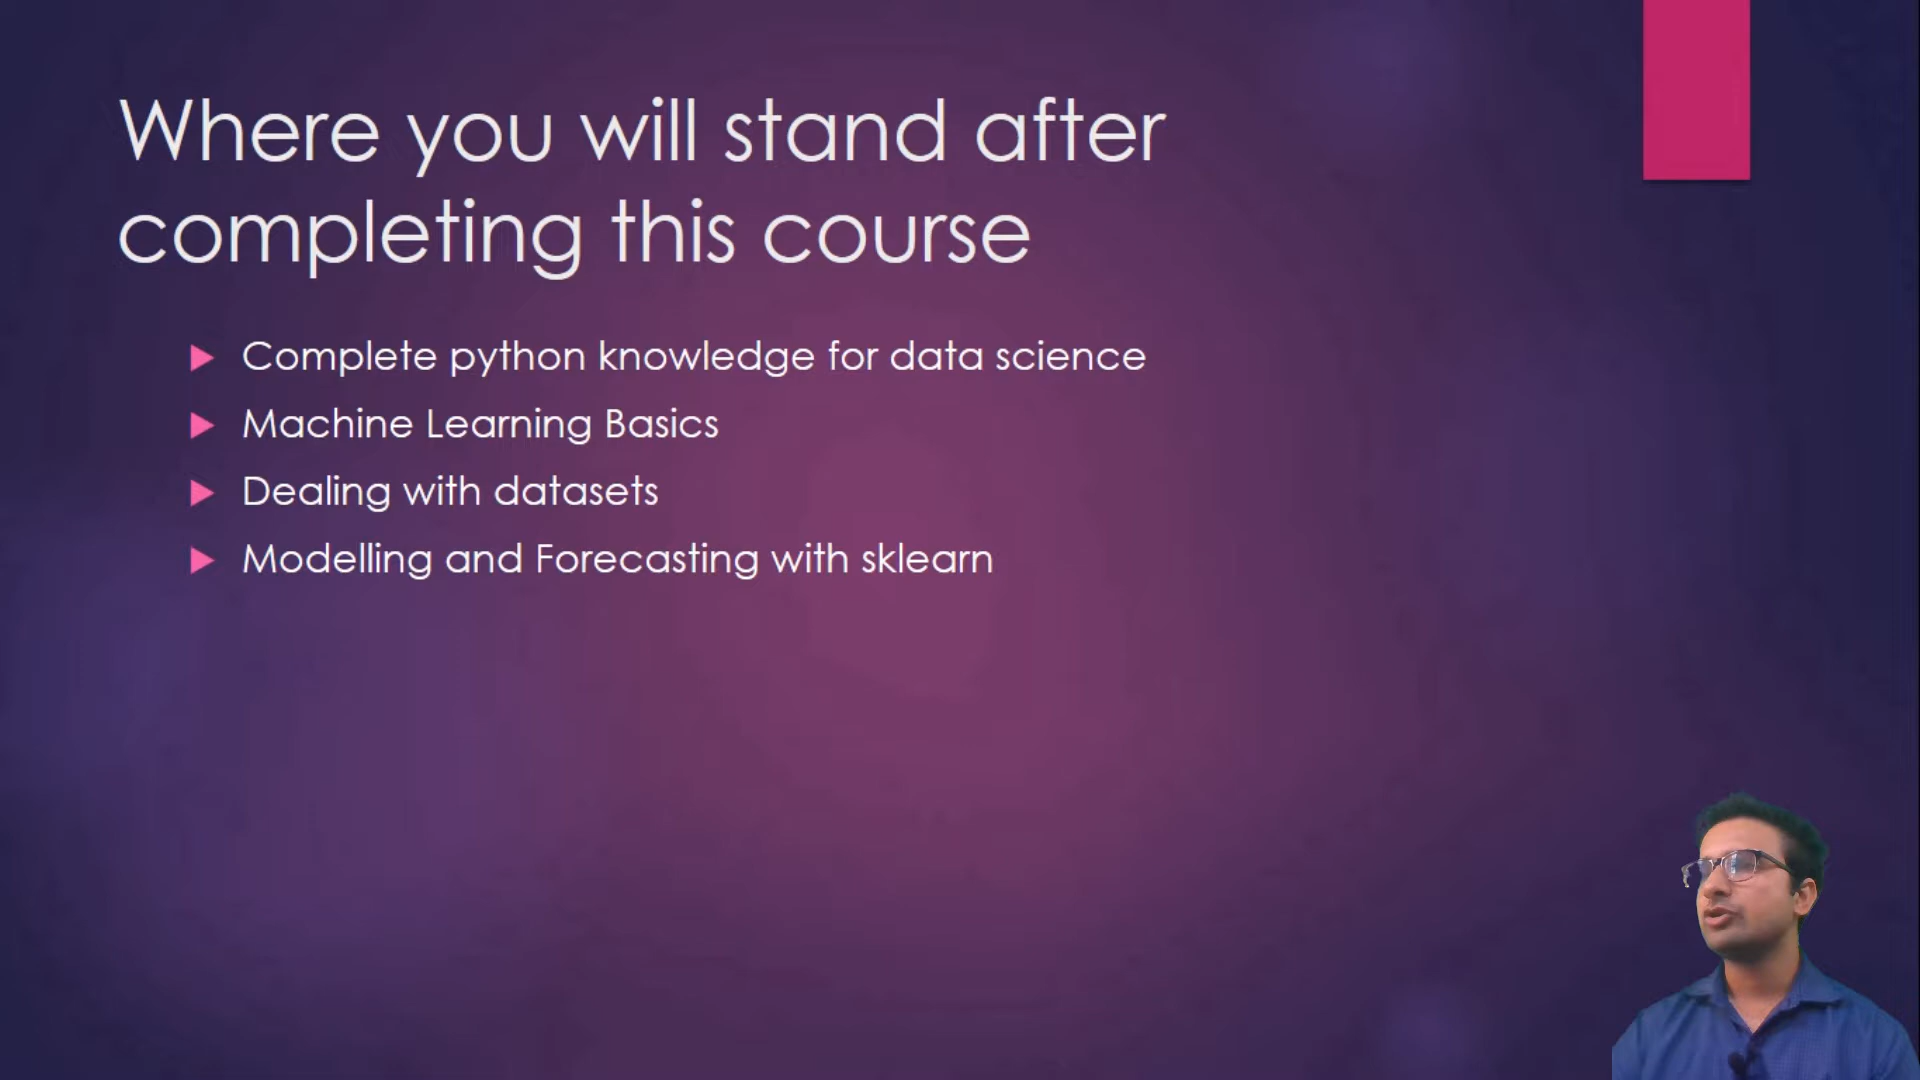 Where you will stand after
completing this course
Complete python knowledge for data science
Machine Learning Basics
Dealing with datasets
Modelling and Forecasting with sklearn